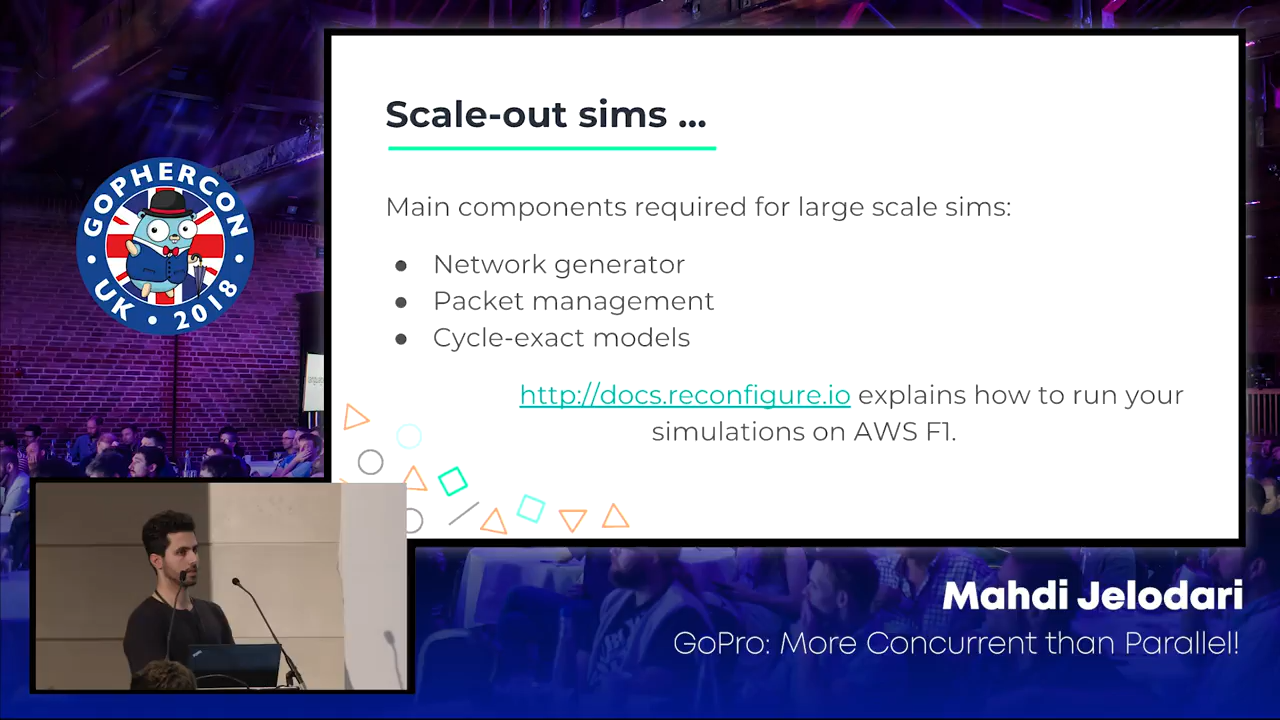 GOPHERCON
UK • 2018
Scale-out sims ...
Main components required for large scale sims:
● Network generator
● Packet management
● Cycle-exact models
http://docs.reconfigure.io explains how to run your
simulations on AWS F1.
Mahdi Jelodari
GoPro: More Concurrent than Parallel!